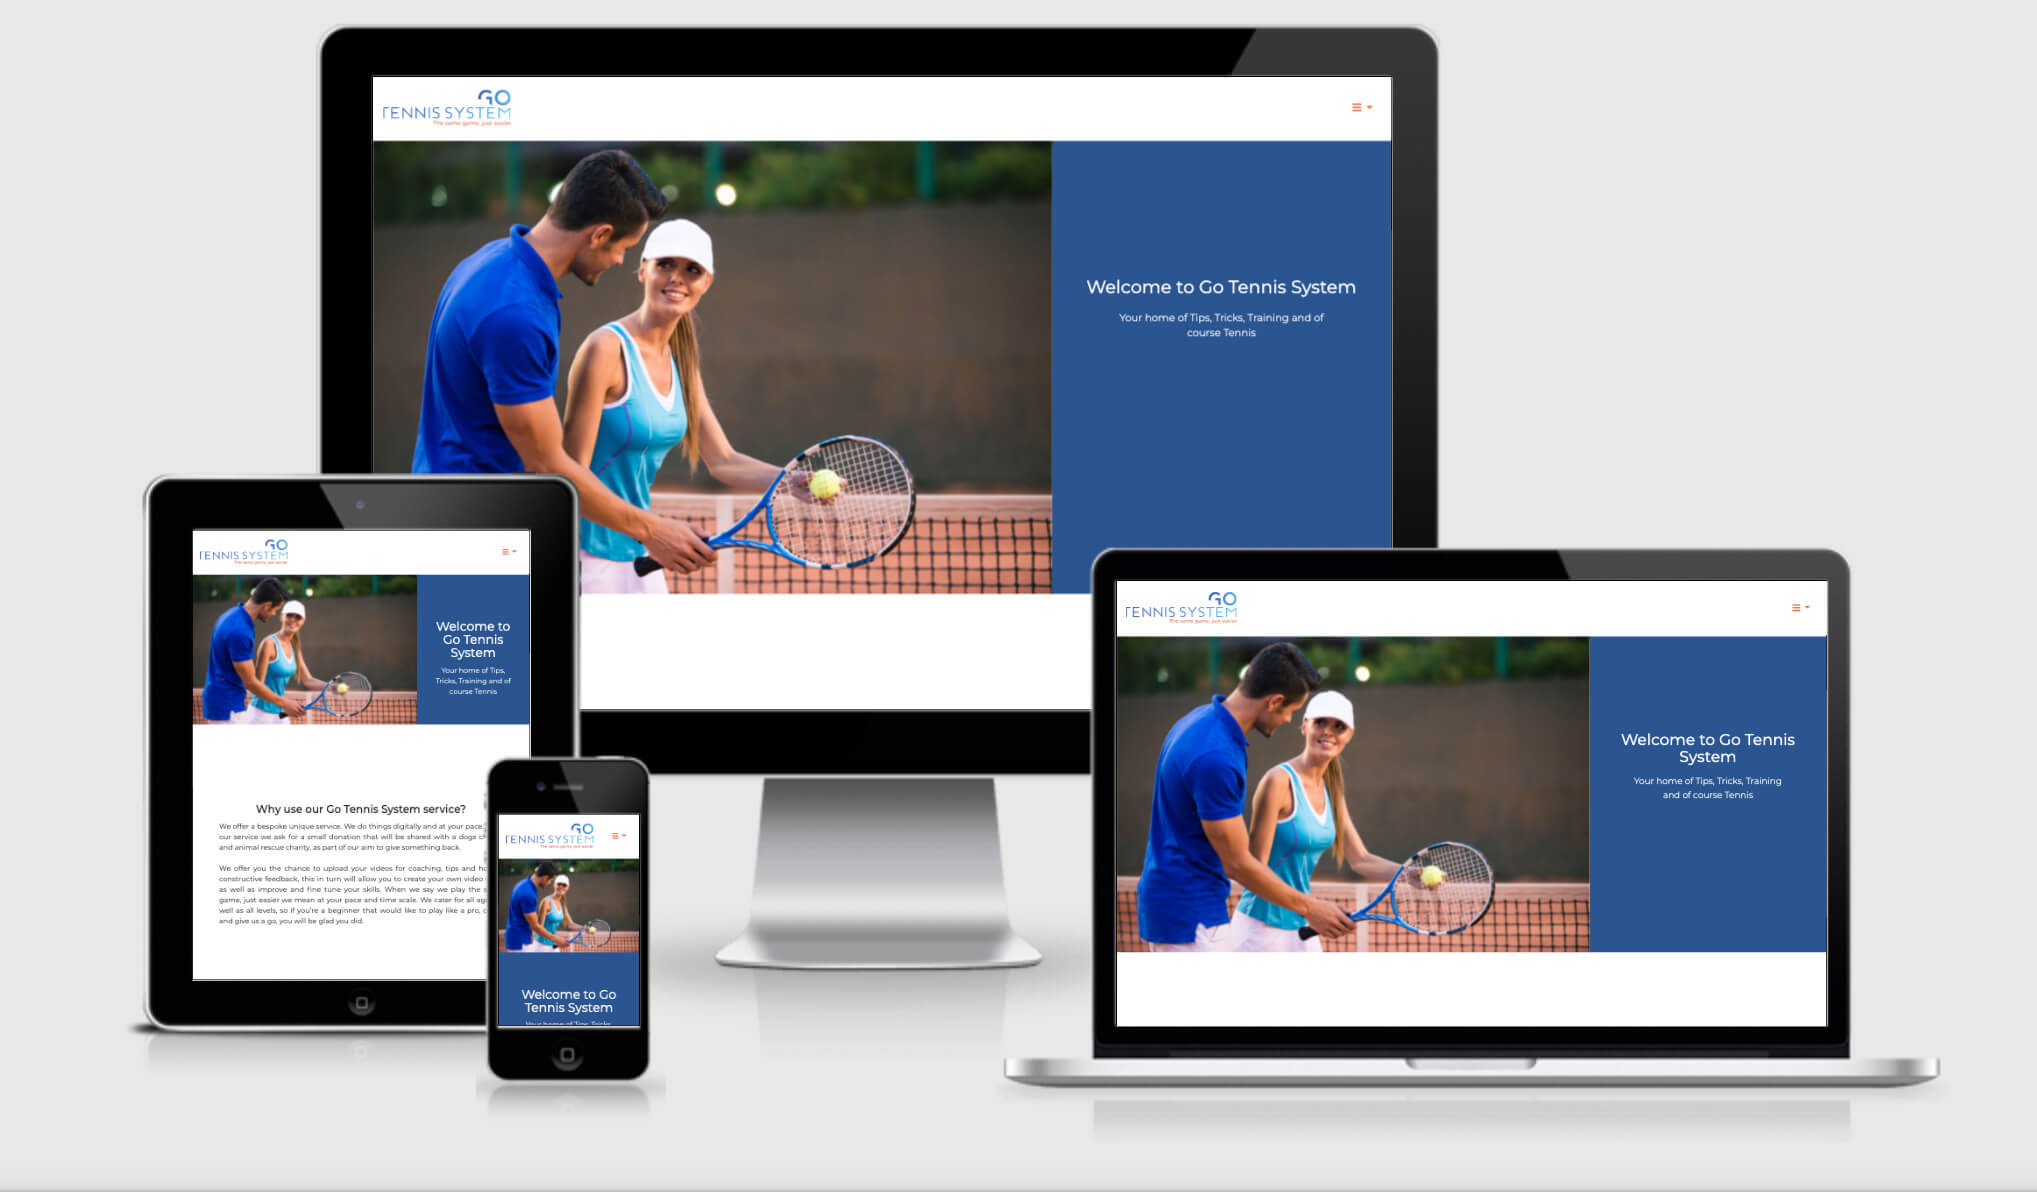 GO
TENNIS SYSTEM
The same game, just easier
Welcome to Go Tennis System
Your home of Tips, Tricks, Training and of
course Tennis
GO
TENNIS SYSTEM
The same game, just easier
Welcome to
Go Tennis
System
Your home of Tips,
Tricks, Training and of
course Tennis
Why use our Go Tennis System service?
We offer a bespoke unique service. We do things digitally and at your pace.
our service we ask for a small donation that will be shared with a dogs
and animal rescue charity, as part of our aim to give something back.
We offer you the chance to upload your videos for coaching, tips and
constructive feedback, this in turn will allow you to create your own video
as well as improve and fine tune your skills. When we say we play the
game, just easier we mean at your pace and time scale. We cater for all
well as all levels, so if you're a beginner that would like to play like a pro,
and give us a go, you will be glad you did.
GO
TENNIS SYSTEM
The same game, just easier
Welcome to Go
Tennis System
Your home of Tips, Tricks,
GO
TENNIS SYSTEM
The same game, just easier
Welcome to Go Tennis
System
Your home of Tips, Tricks, Training
and of course Tennis